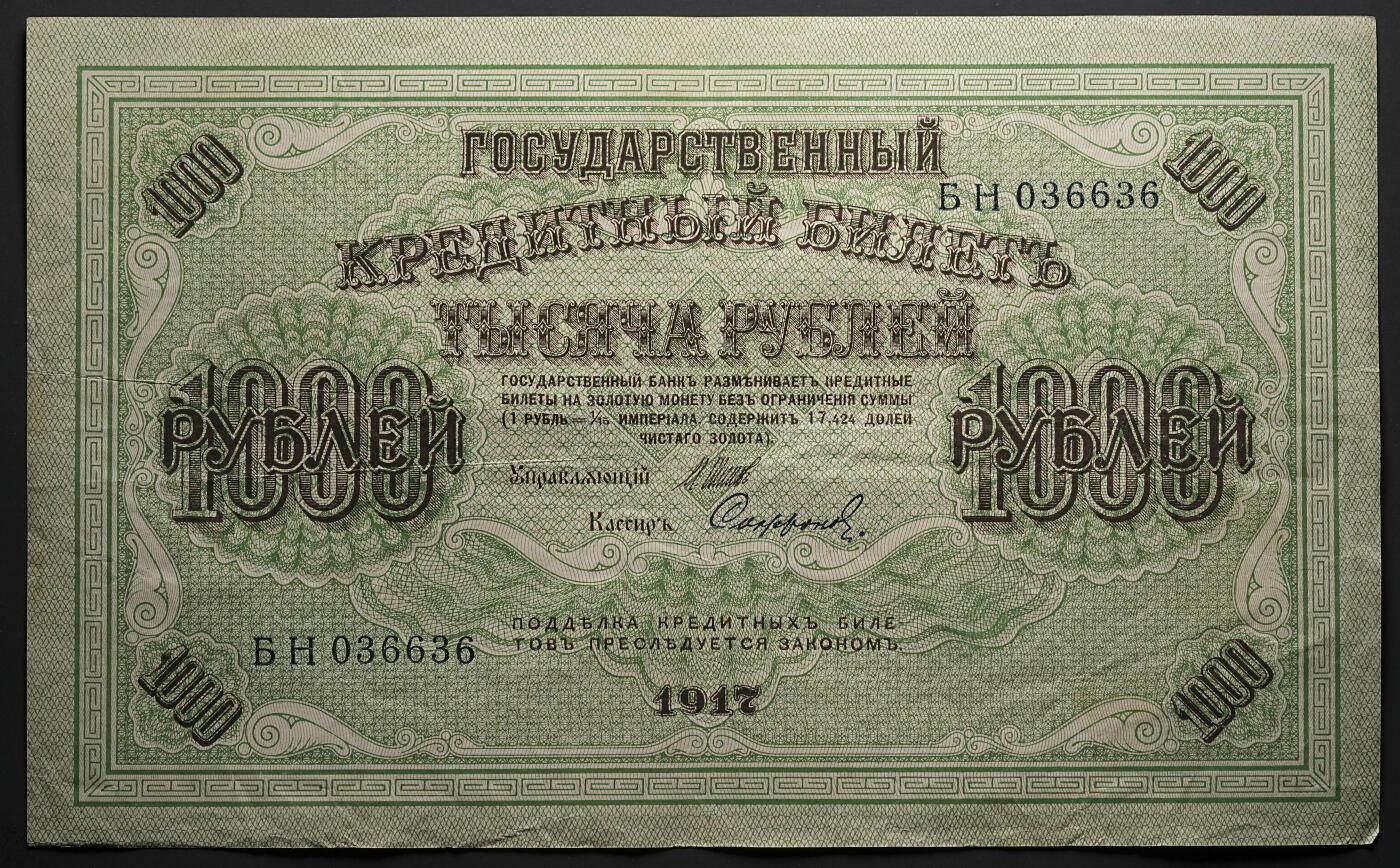 1000
ГОСУДАРСТВЕННЫЙ
1000
БН 036636
КРЕДИТНЫЙ БИЛЕТЪ
ТЫСЯЧА РУБЛЕЙ
1000
РУБЛЕЙ
ГОСУДАРСТВЕННЫЙ БАНКЪ РАЗМѢНИВАЕТЪ КРЕДИТНЫЕ
БИЛЕТЫ НА ЗОЛОТУЮ МОНЕТУ БЕЗЪ ОГРАНИЧЕНІЯ СУММЫ
(1 РУБЛЬ = 1/15 ИМПЕРІАЛА, СОДЕРЖИТЪ 17,424 ДОЛЕЙ
ЧИСТАГО ЗОЛОТА).
1000
РУБЛЕЙ
Управляющій И. Шипов
Кассиръ Сафронов.
ПОДДѢЛКА КРЕДИТНЫХЪ БИЛЕ-
ТОВЪ ПРЕСЛѢДУЕТСЯ ЗАКОНОМЪ.
БН 036636
1917
1000
1000